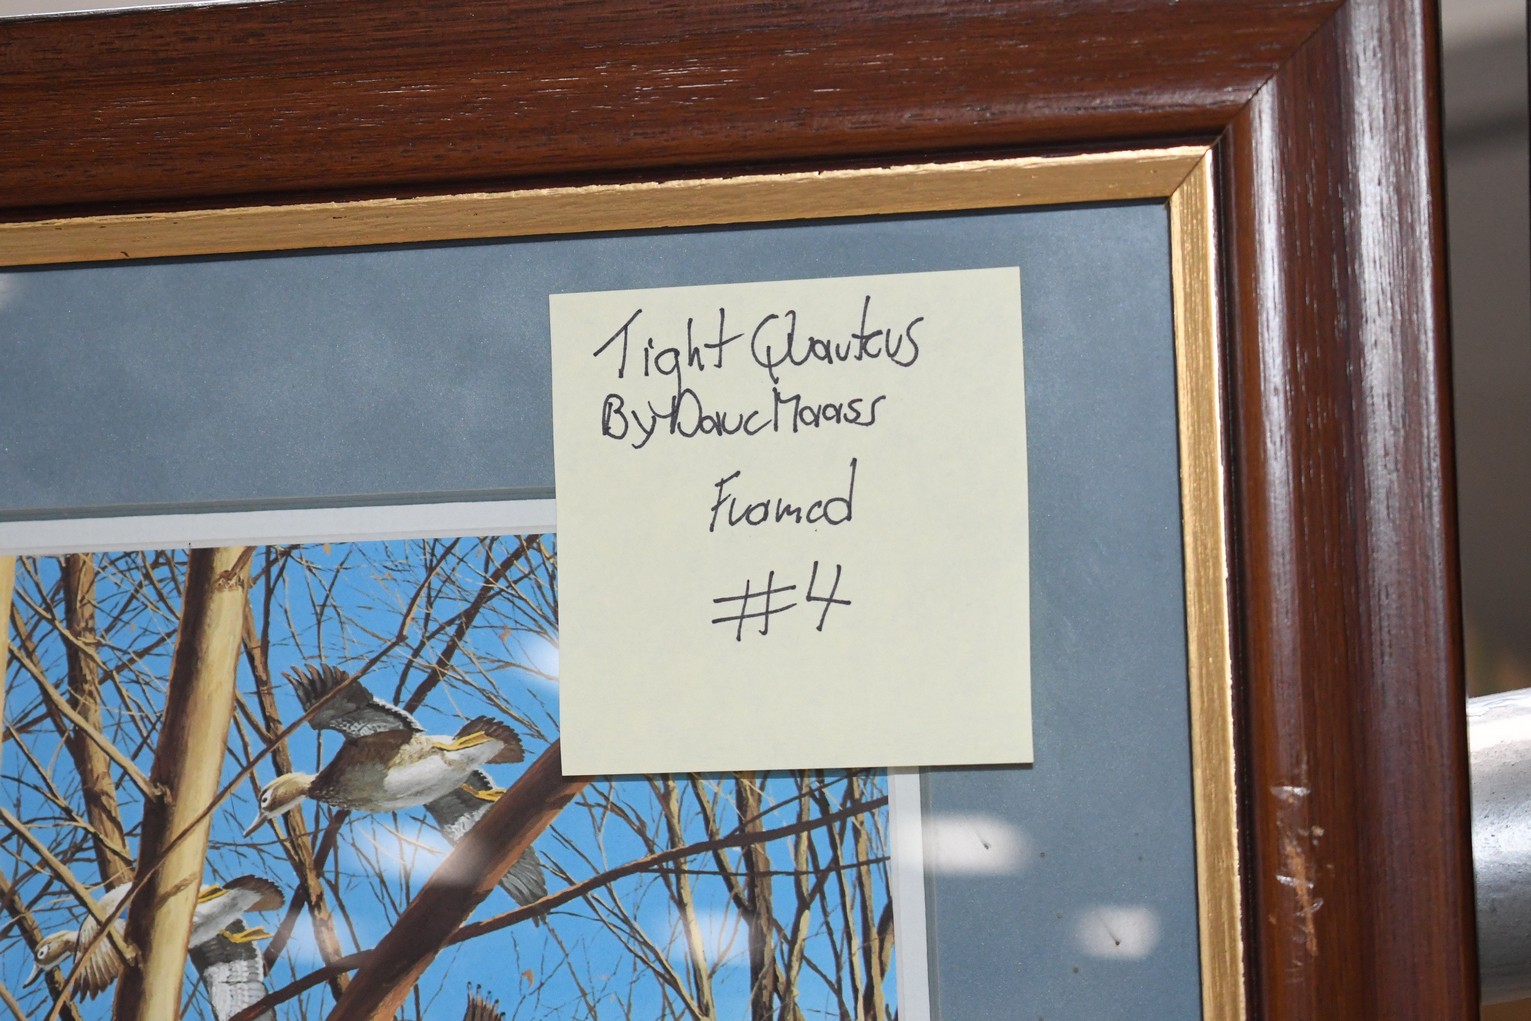 Tight Quarters
By Dave Maass
Framed
#4